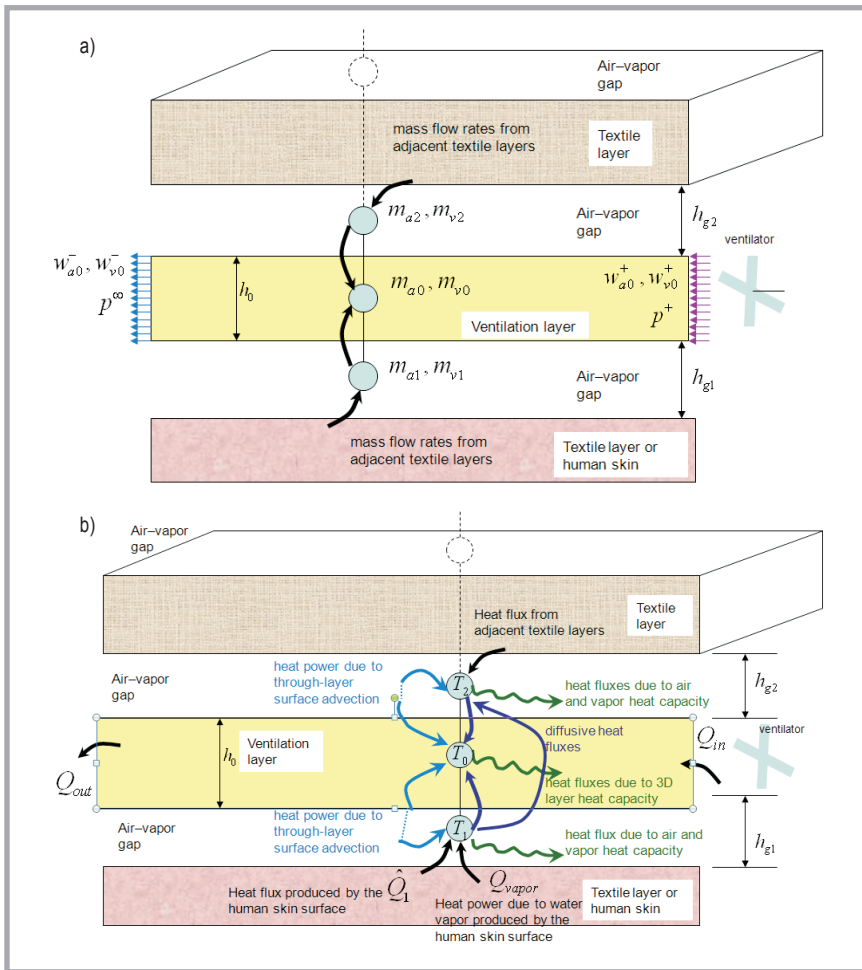 a)
Air–vapor
gap
mass flow rates from
adjacent textile layers
Textile
layer
m_{a2}, m_{v2}
Air–vapor
gap
h_{g2}
ventilator
w_{a0}^-, w_{v0}^-
p^∞
h_0
m_{a0}, m_{v0}
w_{a0}^+, w_{v0}^+
p^+
Ventilation layer
m_{a1}, m_{v1}
Air–vapor
gap
h_{g1}
mass flow rates from
adjacent textile layers
Textile layer or
human skin
b)
Air–vapor
gap
Heat flux from
adjacent textile layers
Textile
layer
heat power due to
through-layer
surface advection
Air–vapor
gap
T_2
heat fluxes due to air
and vapor heat capacity
h_{g2}
Ventilation
layer
h_0
diffusive heat
fluxes
Q_{in}
ventilator
T_0
Q_{out}
heat fluxes due to 3D
layer heat capacity
Air–vapor
gap
heat power due to
through-layer
surface advection
T_1
heat flux due to air and
vapor heat capacity
h_{g1}
Heat flux produced by the
human skin surface
\hat{Q}_1
Q_{vapor}
Heat power due to water
vapor produced by the
human skin surface
Textile layer or
human skin